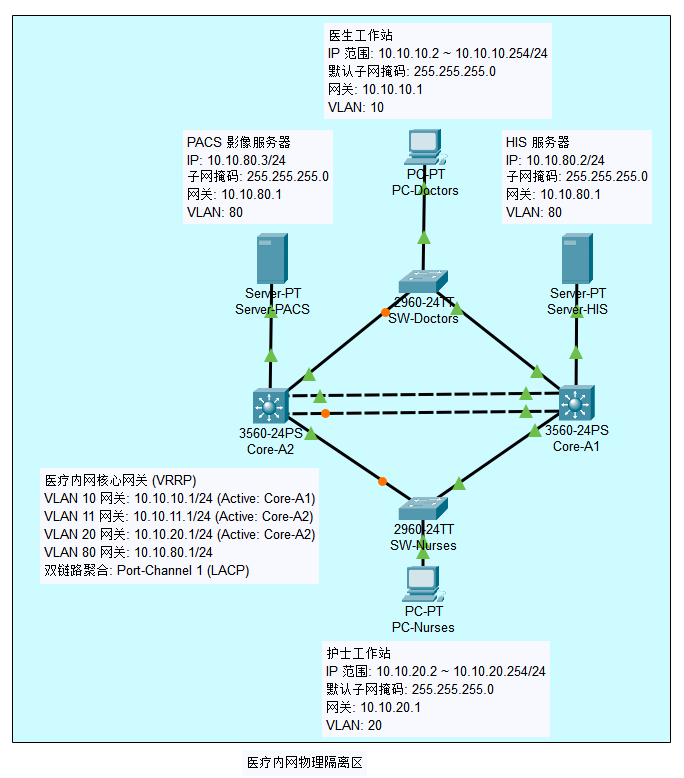 医生工作站
IP 范围: 10.10.10.2 ~ 10.10.10.254/24
默认子网掩码: 255.255.255.0
网关: 10.10.10.1
VLAN: 10
PACS 影像服务器
IP: 10.10.80.3/24
子网掩码: 255.255.255.0
网关: 10.10.80.1
VLAN: 80
HIS 服务器
IP: 10.10.80.2/24
子网掩码: 255.255.255.0
网关: 10.10.80.1
VLAN: 80
PC-PT
PC-Doctors
Server-PT
Server-PACS
2960-24TT
SW-Doctors
Server-PT
Server-HIS
3560-24PS
Core-A2
3560-24PS
Core-A1
医疗内网核心网关 (VRRP)
VLAN 10 网关: 10.10.10.1/24 (Active: Core-A1)
VLAN 11 网关: 10.10.11.1/24 (Active: Core-A2)
VLAN 20 网关: 10.10.20.1/24 (Active: Core-A2)
VLAN 80 网关: 10.10.80.1/24
双链路聚合: Port-Channel 1 (LACP)
2960-24TT
SW-Nurses
PC-PT
PC-Nurses
护士工作站
IP 范围: 10.10.20.2 ~ 10.10.20.254/24
默认子网掩码: 255.255.255.0
网关: 10.10.20.1
VLAN: 20
医疗内网物理隔离区